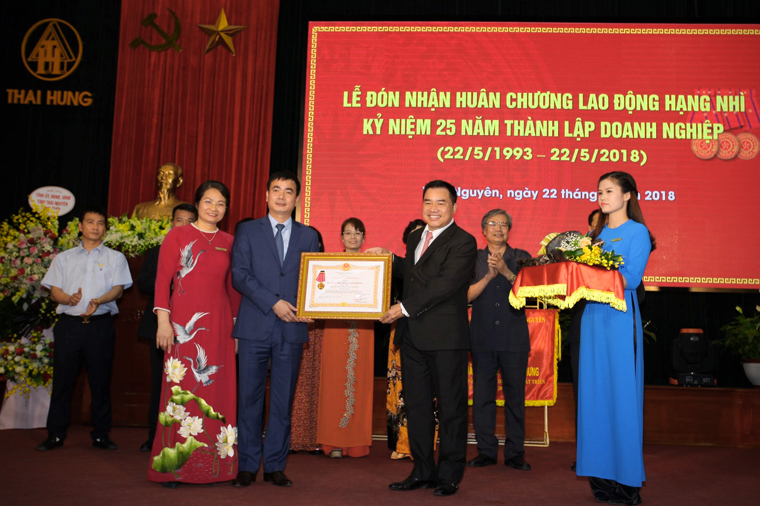 THAI HUNG
LỄ ĐÓN NHẬN HUÂN CHƯƠNG LAO ĐỘNG HẠNG NHÌ
KỶ NIỆM 25 NĂM THÀNH LẬP DOANH NGHIỆP
(22/5/1993 – 22/5/2018)
Nguyên, ngày 22 tháng 2018